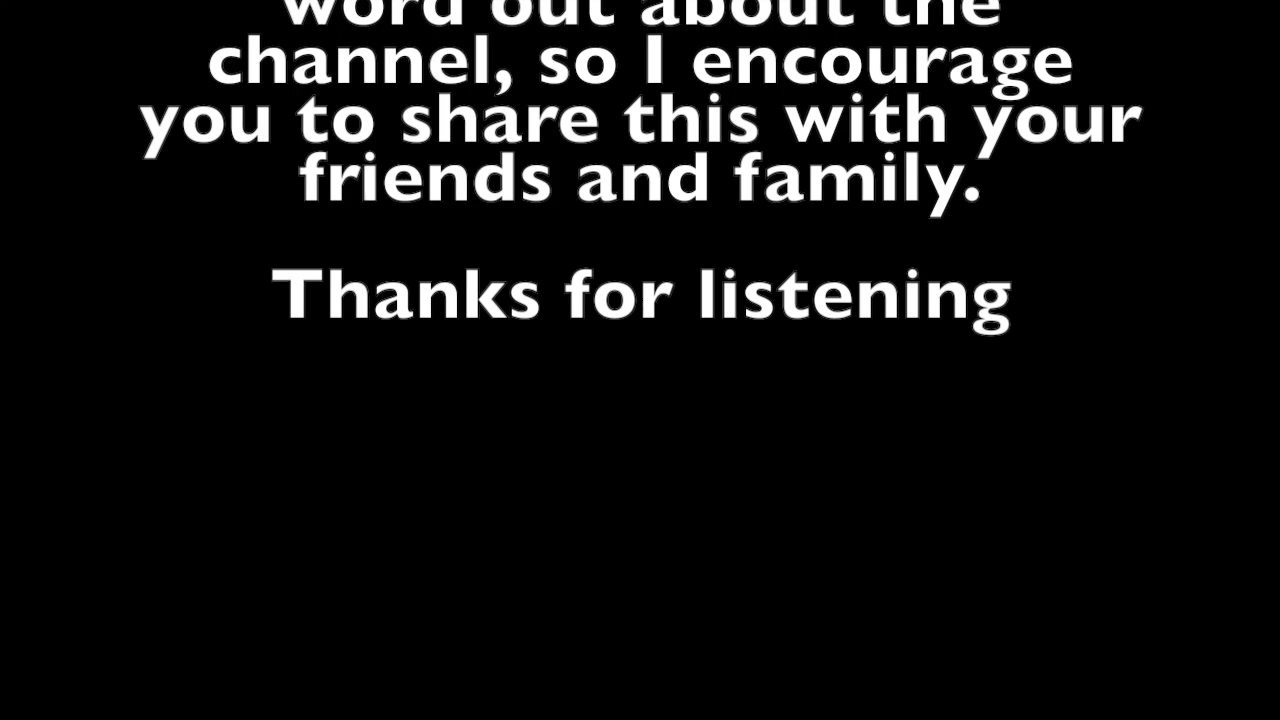 word out about the
channel, so I encourage
you to share this with your
friends and family.
Thanks for listening